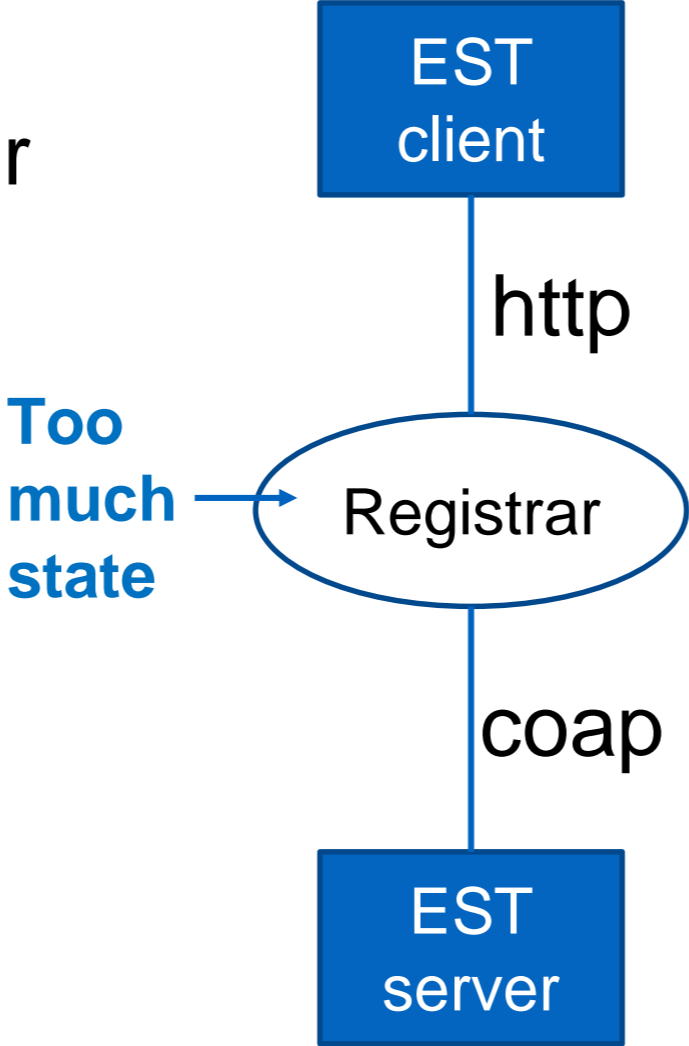 EST
client
r
http
Too
much
state
Registrar
coap
EST
server